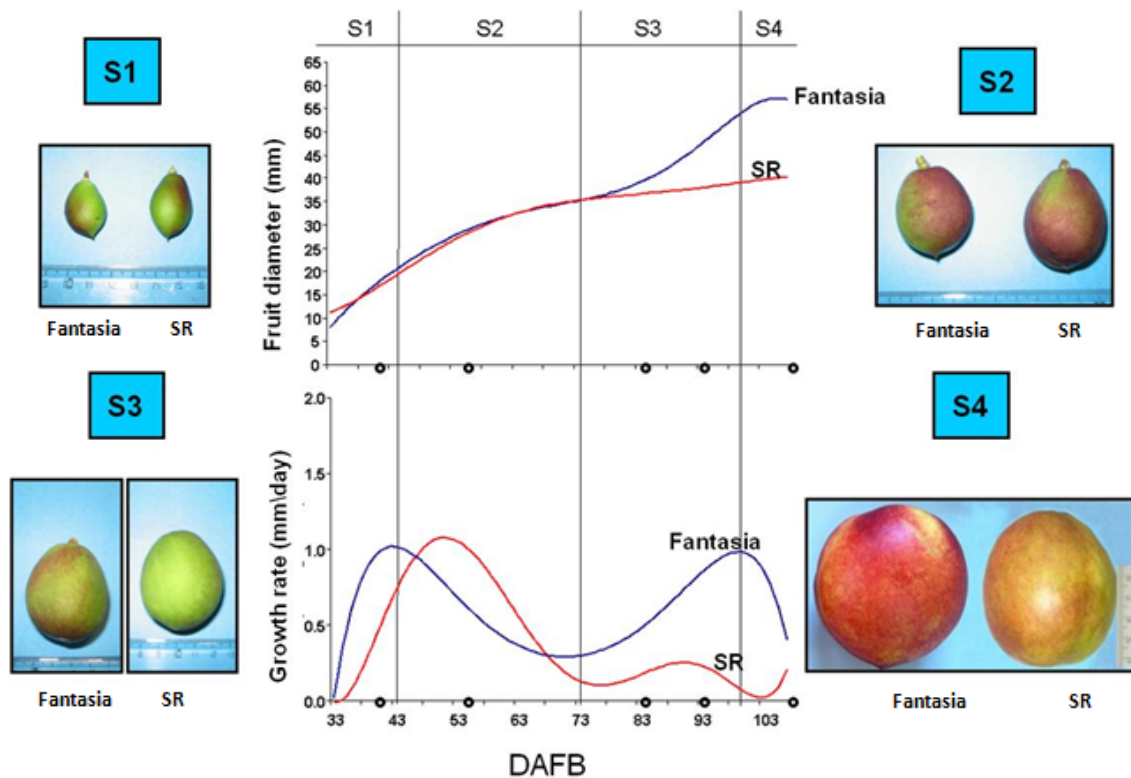 S1 S2 S3 S4
S1
S2
65
60
55
50
45
40
35
30
25
20
15
10
5
0
Fruit diameter (mm)
Fantasia
SR
Fantasia SR
Fantasia SR
S3
S4
2.0
1.5
1.0
0.5
0.0
Growth rate (mm\day)
Fantasia
SR
33 43 53 63 73 83 93 103
DAFB
Fantasia SR
Fantasia SR